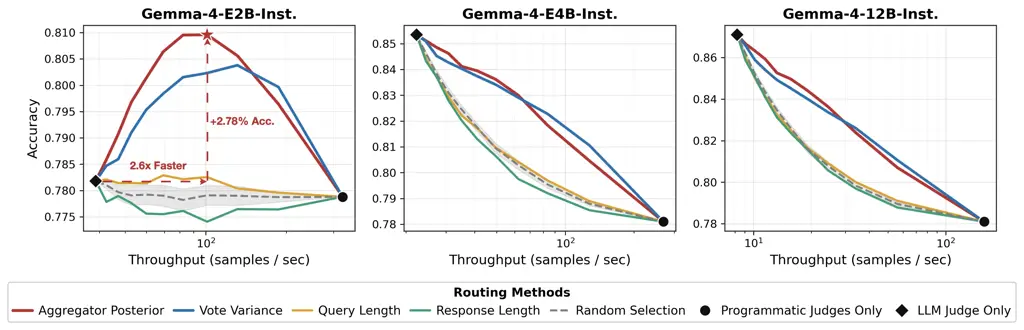 Gemma-4-E2B-Inst.
Gemma-4-E4B-Inst.
Gemma-4-12B-Inst.
Accuracy
0.810
0.805
0.800
0.795
0.790
0.785
0.780
0.775
+2.78% Acc.
2.6x Faster
10²
Throughput (samples / sec)
0.85
0.84
0.83
0.82
0.81
0.80
0.79
0.78
10²
Throughput (samples / sec)
0.86
0.84
0.82
0.80
0.78
10¹
10²
Throughput (samples / sec)
Routing Methods
Aggregator Posterior
Vote Variance
Query Length
Response Length
Random Selection
Programmatic Judges Only
LLM Judge Only